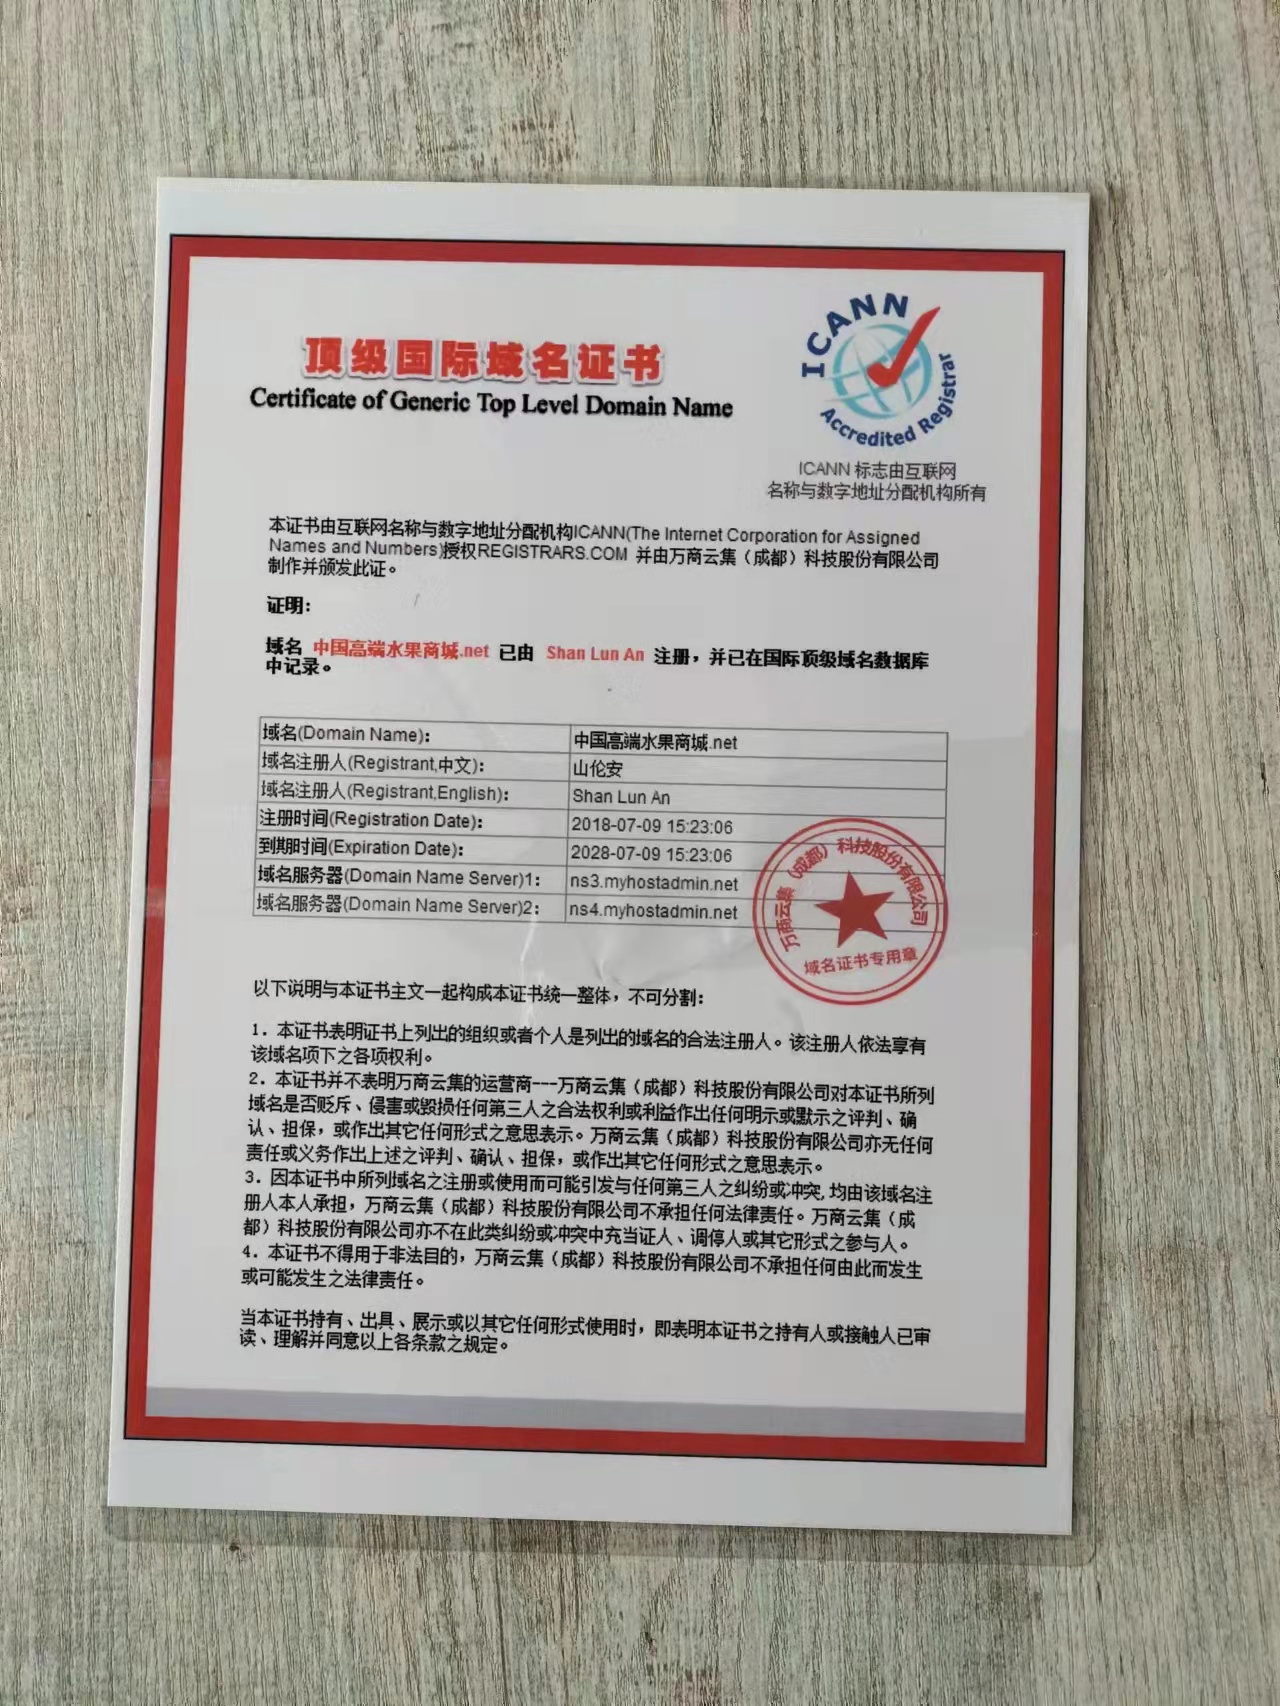 ICANN
Accredited Registrar
顶级国际域名证书
Certificate of Generic Top Level Domain Name
ICANN 标志由互联网
名称与数字地址分配机构所有
本证书由互联网名称与数字地址分配机构ICANN(The Internet Corporation for Assigned
Names and Numbers)授权REGISTRARS.COM 并由万商云集（成都）科技股份有限公司
制作并颁发此证。
证明：
域名 中国高端水果商城.net 已由 Shan Lun An 注册，并已在国际顶级域名数据库
中记录。
域名(Domain Name)： 中国高端水果商城.net
域名注册人(Registrant,中文)： 山伦安
域名注册人(Registrant,English)： Shan Lun An
注册时间(Registration Date)： 2018-07-09 15:23:06
到期时间(Expiration Date)： 2028-07-09 15:23:06
域名服务器(Domain Name Server)1： ns3.myhostadmin.net
域名服务器(Domain Name Server)2： ns4.myhostadmin.net
万商云集（成都）科技股份有限公司
域名证书专用章
以下说明与本证书主文一起构成本证书统一整体，不可分割：
1．本证书表明证书上列出的组织或者个人是列出的域名的合法注册人。该注册人依法享有
该域名项下之各项权利。
2．本证书并不表明万商云集的运营商---万商云集（成都）科技股份有限公司对本证书所列
域名是否贬斥、侵害或毁损任何第三人之合法权利或利益作出任何明示或默示之评判、确
认、担保，或作出其它任何形式之意思表示。万商云集（成都）科技股份有限公司亦无任何
责任或义务作出上述之评判、确认、担保，或作出其它任何形式之意思表示。
3．因本证书中所列域名之注册或使用而可能引发与任何第三人之纠纷或冲突,均由该域名注
册人本人承担，万商云集（成都）科技股份有限公司不承担任何法律责任。万商云集（成
都）科技股份有限公司亦不在此类纠纷或冲突中充当证人、调停人或其它形式之参与人。
4．本证书不得用于非法目的，万商云集（成都）科技股份有限公司不承担任何由此而发生
或可能发生之法律责任。
当本证书持有、出具、展示或以其它任何形式使用时，即表明本证书之持有人或接触人已审
读、理解并同意以上各条款之规定。